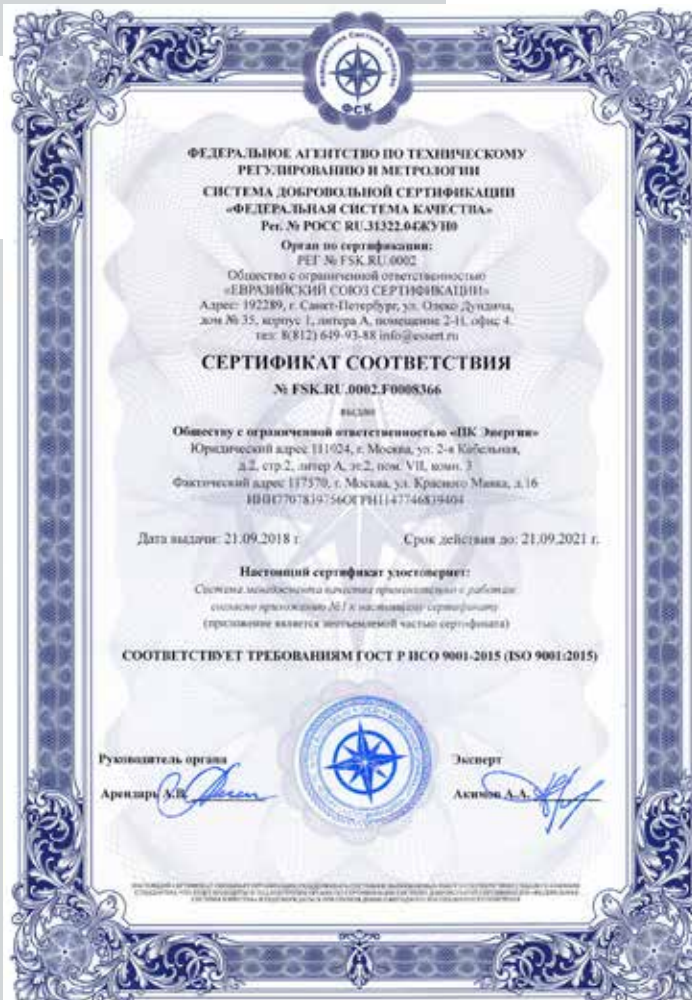 Федеральная Система Качества
ФСК
ФЕДЕРАЛЬНОЕ АГЕНТСТВО ПО ТЕХНИЧЕСКОМУ
РЕГУЛИРОВАНИЮ И МЕТРОЛОГИИ
СИСТЕМА ДОБРОВОЛЬНОЙ СЕРТИФИКАЦИИ
«ФЕДЕРАЛЬНАЯ СИСТЕМА КАЧЕСТВА»
Рег. № РОСС RU.31322.04ЖУН0
Орган по сертификации:
РЕГ № FSK.RU.0002
Общество с ограниченной ответственностью
«ЕВРАЗИЙСКИЙ СОЮЗ СЕРТИФИКАЦИИ»
Адрес: 192289, г. Санкт-Петербург, ул. Олеко Дундича,
дом № 35, корпус 1, литера А, помещение 2-Н, офис 4.
тел: 8(812) 649-93-88 info@essert.ru
СЕРТИФИКАТ СООТВЕТСТВИЯ
№ FSK.RU.0002.F0008366
выдан
Обществу с ограниченной ответственностью «ПК Энергия»
Юридический адрес 111024, г. Москва, ул. 2-я Кабельная,
д.2, стр.2, литер А, эт.2, пом. VII, комн. 3
Фактический адрес 117570, г. Москва, ул. Красного Маяка, д.16
ИНН7707839756ОГРН1147746839404
Дата выдачи: 21.09.2018 г. Срок действия до: 21.09.2021 г.
Настоящий сертификат удостоверяет:
Система менеджмента качества применительно к работам:
согласно приложению №1 к настоящему сертификату
(приложение является неотъемлемой частью сертификата)
СООТВЕТСТВУЕТ ТРЕБОВАНИЯМ ГОСТ Р ИСО 9001-2015 (ISO 9001:2015)
Руководитель органа Эксперт
Арендарь А.В. Акимов А.А.